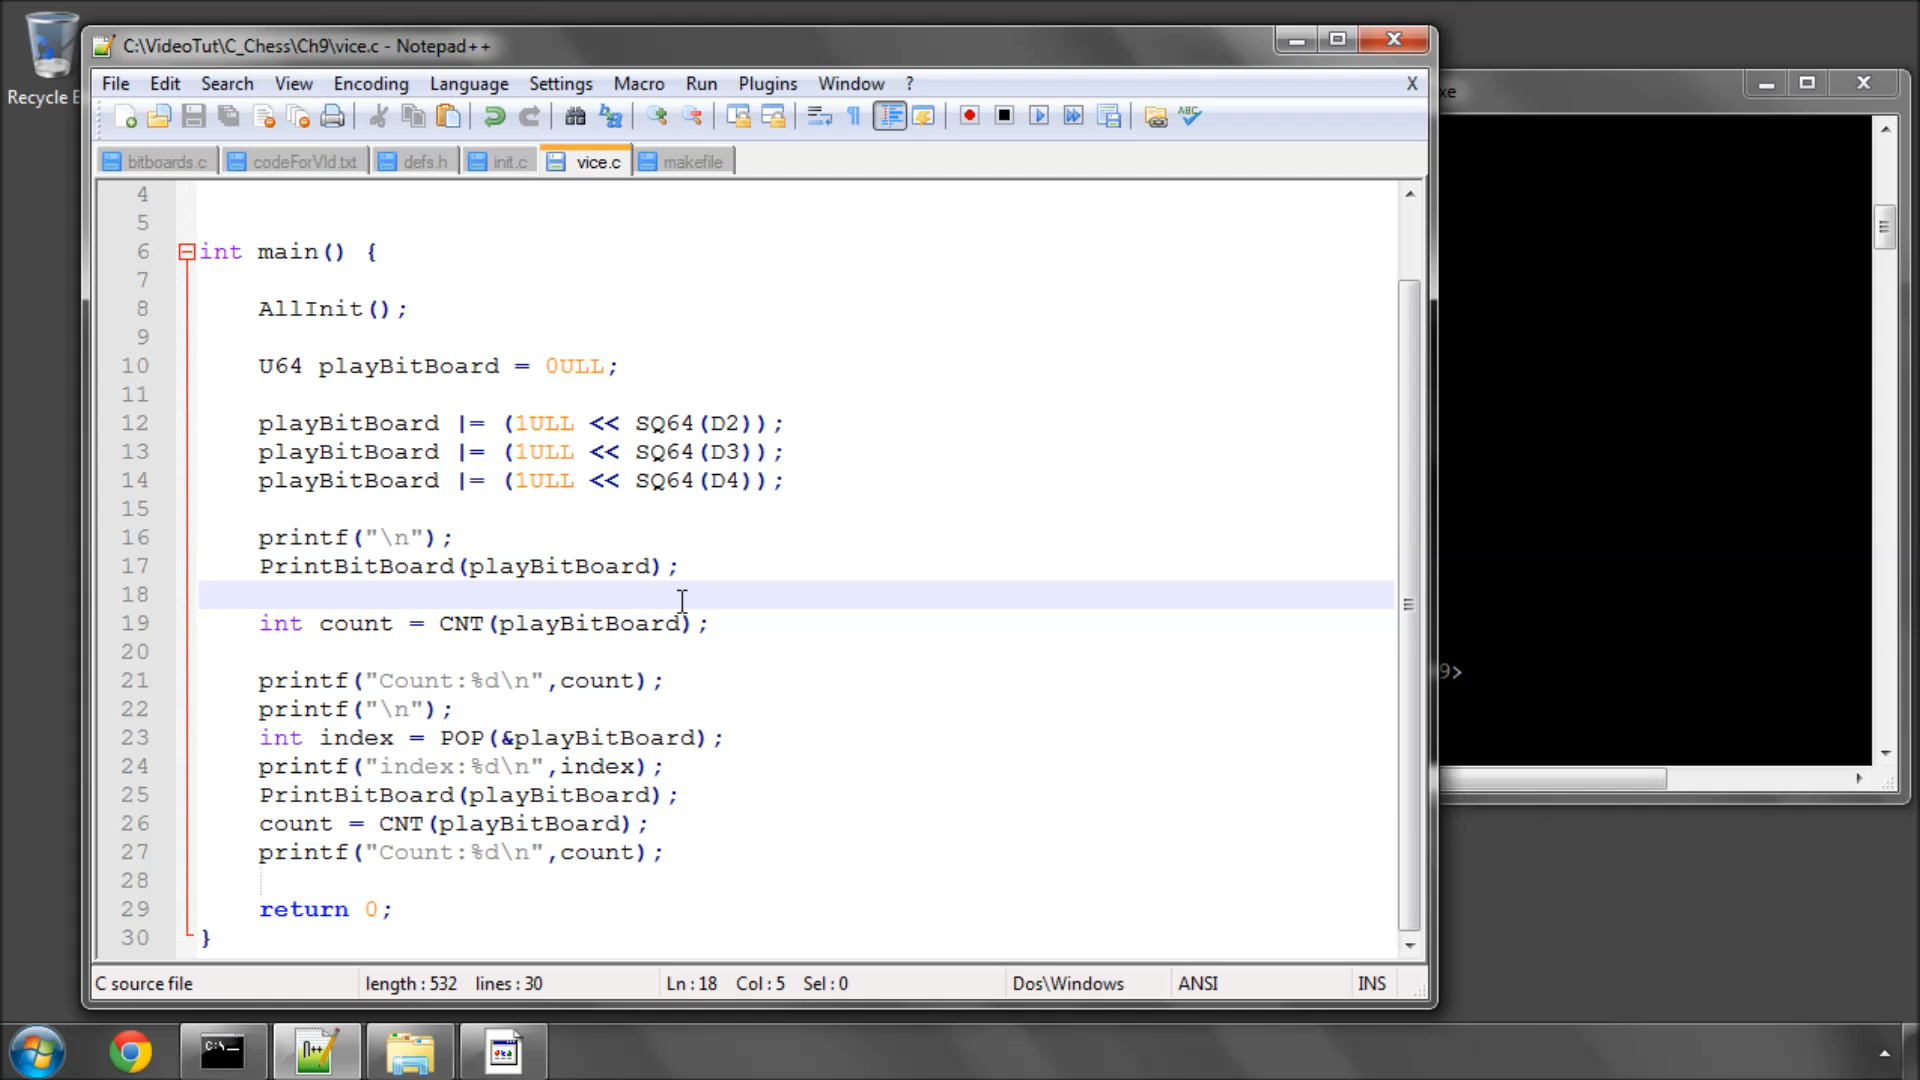 Recycle B
C:\VideoTut\C_Chess\Ch9\vice.c - Notepad++
xe
File Edit Search View Encoding Language Settings Macro Run Plugins Window ? X
bitboards.c codeForVId.txt defs.h init.c vice.c makefile
4
5
6 int main() {
7
8 AllInit();
9
10 U64 playBitBoard = 0ULL;
11
12 playBitBoard |= (1ULL << SQ64(D2));
13 playBitBoard |= (1ULL << SQ64(D3));
14 playBitBoard |= (1ULL << SQ64(D4));
15
16 printf("\n");
17 PrintBitBoard(playBitBoard);
18
19 int count = CNT(playBitBoard);
20
21 printf("Count:%d\n",count);
22 printf("\n");
23 int index = POP(&playBitBoard);
24 printf("index:%d\n",index);
25 PrintBitBoard(playBitBoard);
26 count = CNT(playBitBoard);
27 printf("Count:%d\n",count);
28
29 return 0;
30 }
9>
C source file length : 532 lines : 30 Ln : 18 Col : 5 Sel : 0 Dos\Windows ANSI INS